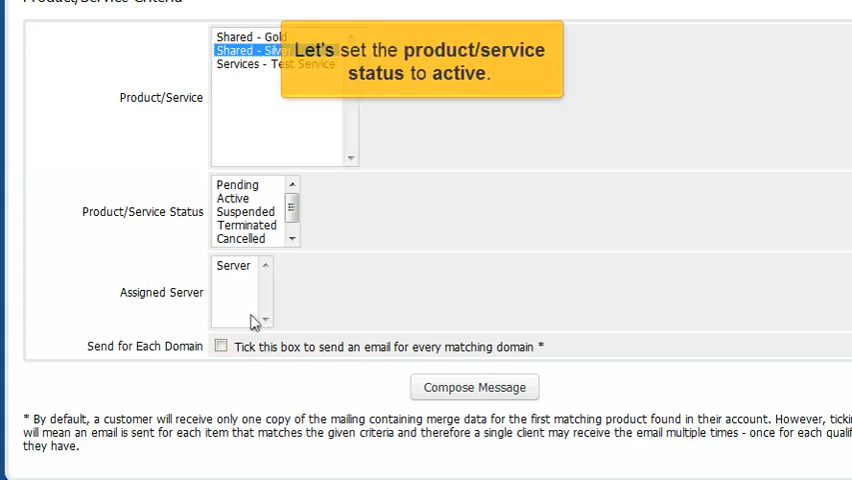 Product/Service Criteria
Shared - Gold
Shared - Silver
Services - Test Service
Let's set the product/service
status to active.
Product/Service
Pending
Active
Suspended
Terminated
Cancelled
Product/Service Status
Server
Assigned Server
Send for Each Domain
Tick this box to send an email for every matching domain *
Compose Message
* By default, a customer will receive only one copy of the mailing containing merge data for the first matching product found in their account. However,
will mean an email is sent for each item that matches the given criteria and therefore a single client may receive the email multiple times - once for each
they have.